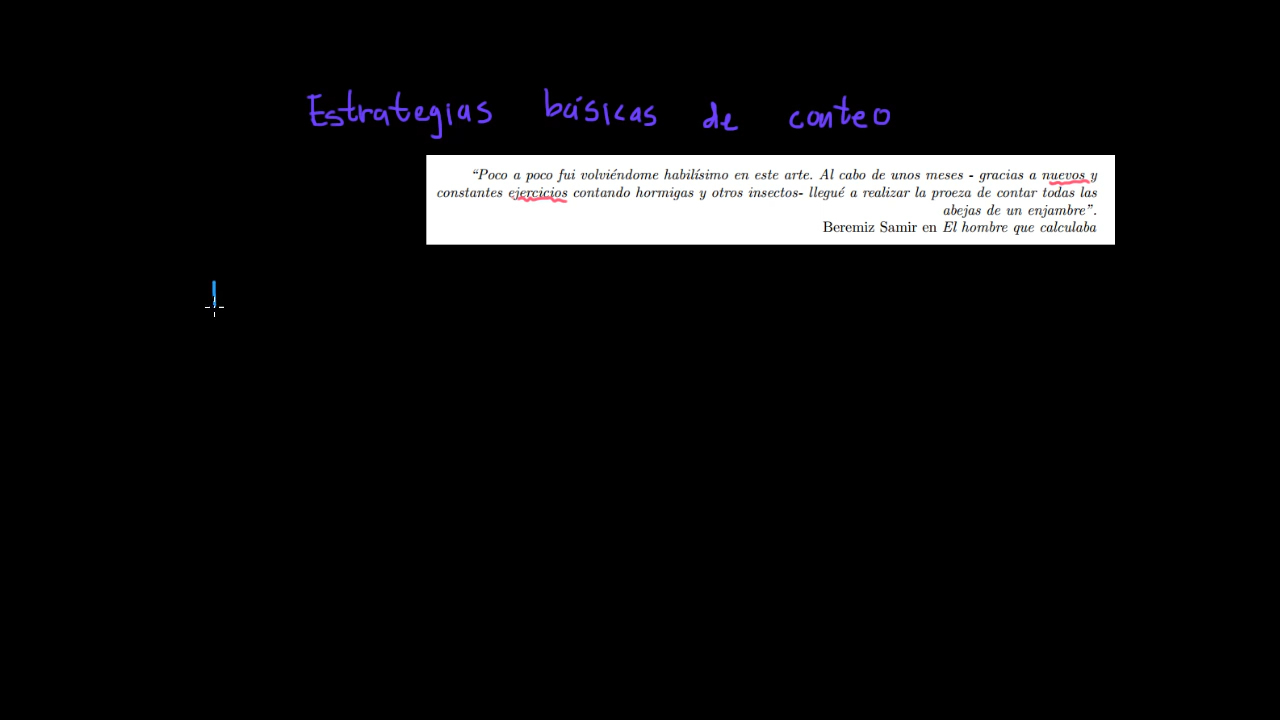 Estrategias básicas de conteo
“Poco a poco fui volviéndome habilísimo en este arte. Al cabo de unos meses - gracias a nuevos y
constantes ejercicios contando hormigas y otros insectos- llegué a realizar la proeza de contar todas las
abejas de un enjambre”.
Beremiz Samir en El hombre que calculaba